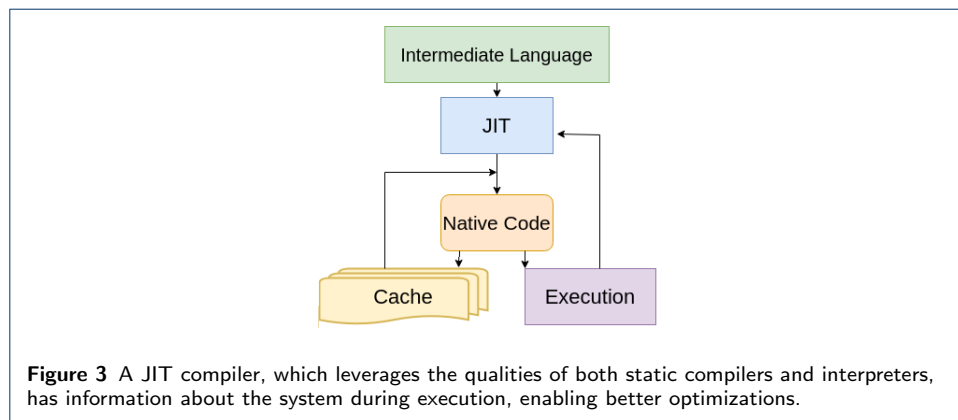 Intermediate Language
JIT
Native Code
Cache
Execution
Figure 3 A JIT compiler, which leverages the qualities of both static compilers and interpreters,
has information about the system during execution, enabling better optimizations.